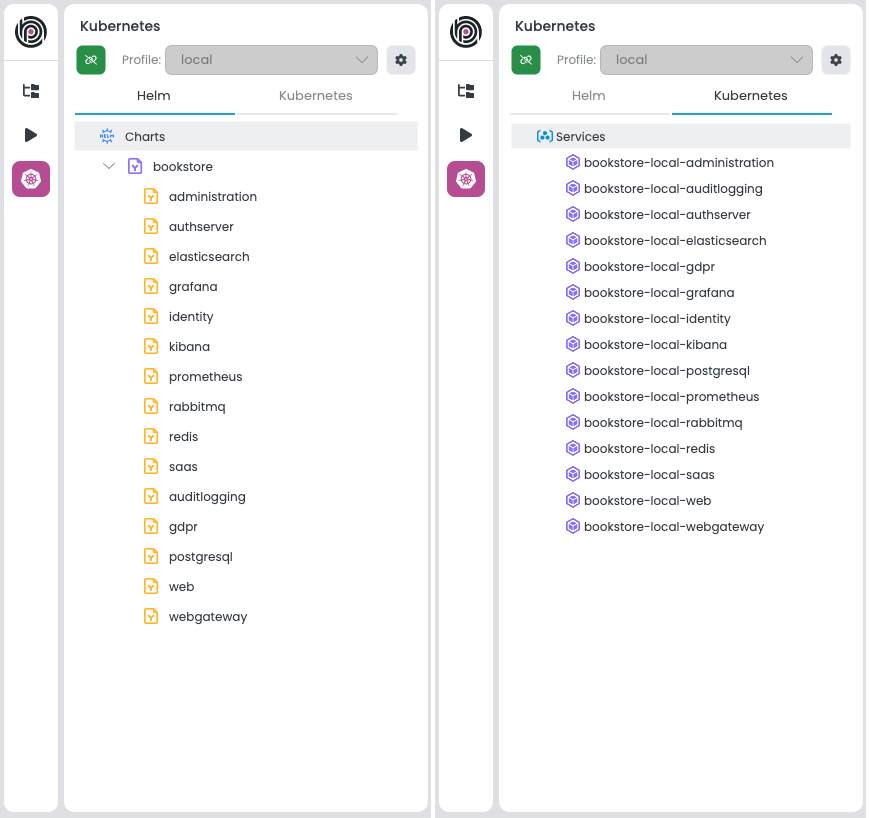 Kubernetes
Profile: local
Helm Kubernetes
HELM Charts
bookstore
administration
authserver
elasticsearch
grafana
identity
kibana
prometheus
rabbitmq
redis
saas
auditlogging
gdpr
postgresql
web
webgateway
Kubernetes
Profile: local
Helm Kubernetes
Services
bookstore-local-administration
bookstore-local-auditlogging
bookstore-local-authserver
bookstore-local-elasticsearch
bookstore-local-gdpr
bookstore-local-grafana
bookstore-local-identity
bookstore-local-kibana
bookstore-local-postgresql
bookstore-local-prometheus
bookstore-local-rabbitmq
bookstore-local-redis
bookstore-local-saas
bookstore-local-web
bookstore-local-webgateway